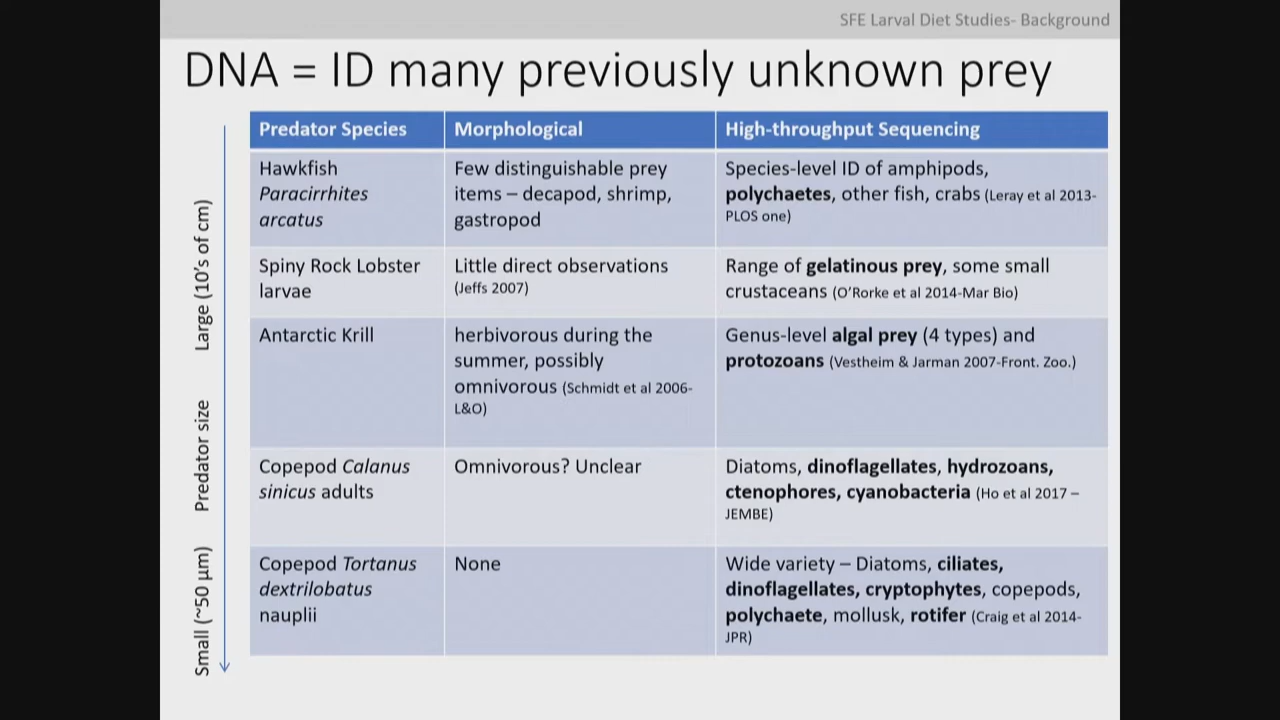 SFE Larval Diet Studies- Background
DNA = ID many previously unknown prey
Predator Species
Morphological
High-throughput Sequencing
Hawkfish
Paracirrhites
arcatus
Few distinguishable prey
items – decapod, shrimp,
gastropod
Species-level ID of amphipods,
polychaetes, other fish, crabs (Leray et al 2013-
PLOS one)
Spiny Rock Lobster
larvae
Little direct observations
(Jeffs 2007)
Range of gelatinous prey, some small
crustaceans (O’Rorke et al 2014-Mar Bio)
Antarctic Krill
herbivorous during the
summer, possibly
omnivorous (Schmidt et al 2006-
L&O)
Genus-level algal prey (4 types) and
protozoans (Vestheim & Jarman 2007-Front. Zoo.)
Copepod Calanus
sinicus adults
Omnivorous? Unclear
Diatoms, dinoflagellates, hydrozoans,
ctenophores, cyanobacteria (Ho et al 2017 –
JEMBE)
Copepod Tortanus
dextrilobatus
nauplii
None
Wide variety – Diatoms, ciliates,
dinoflagellates, cryptophytes, copepods,
polychaete, mollusk, rotifer (Craig et al 2014-
JPR)
Small (~50 μm) Predator size Large (10’s of cm)